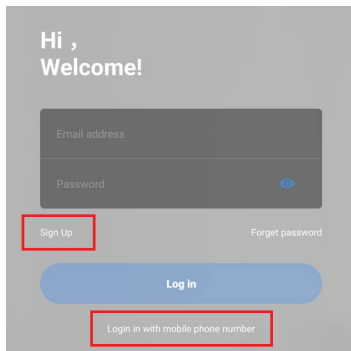 Hi ，
Welcome!
Email address
Password
Sign Up
Forget password
Log in
Login in with mobile phone number